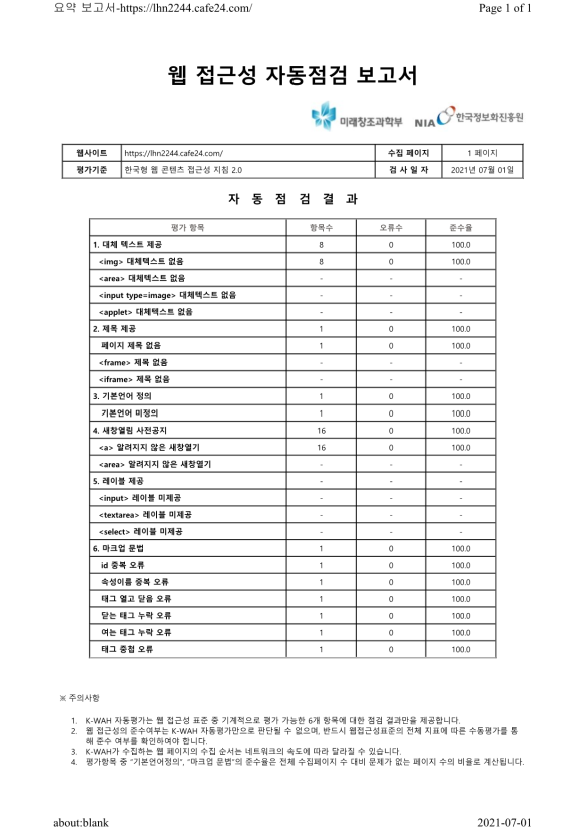 요약 보고서-https://lhn2244.cafe24.com/ Page 1 of 1
웹 접근성 자동점검 보고서
미래창조과학부 NIA 한국정보화진흥원
웹사이트 https://lhn2244.cafe24.com/ 수집 페이지 1 페이지
평가기준 한국형 웹 콘텐츠 접근성 지침 2.0 검 사 일 자 2021년 07월 01일
자 동 점 검 결 과
평가 항목 항목수 오류수 준수율
1. 대체 텍스트 제공 8 0 100.0
<img> 대체텍스트 없음 8 0 100.0
<area> 대체텍스트 없음 - - -
<input type=image> 대체텍스트 없음 - - -
<applet> 대체텍스트 없음 - - -
2. 제목 제공 1 0 100.0
페이지 제목 없음 1 0 100.0
<frame> 제목 없음 - - -
<iframe> 제목 없음 - - -
3. 기본언어 정의 1 0 100.0
기본언어 미정의 1 0 100.0
4. 새창열림 사전공지 16 0 100.0
<a> 알려지지 않은 새창열기 16 0 100.0
<area> 알려지지 않은 새창열기 - - -
5. 레이블 제공 - - -
<input> 레이블 미제공 - - -
<textarea> 레이블 미제공 - - -
<select> 레이블 미제공 - - -
6. 마크업 문법 1 0 100.0
id 중복 오류 1 0 100.0
속성이름 중복 오류 1 0 100.0
태그 열고 닫음 오류 1 0 100.0
닫는 태그 누락 오류 1 0 100.0
여는 태그 누락 오류 1 0 100.0
태그 중첩 오류 1 0 100.0
※ 주의사항
1. K-WAH 자동평가는 웹 접근성 표준 중 기계적으로 평가 가능한 6개 항목에 대한 점검 결과만을 제공합니다.
2. 웹 접근성의 준수여부는 K-WAH 자동평가만으로 판단될 수 없으며, 반드시 웹접근성표준의 전체 지표에 따른 수동평가를 통
해 준수 여부를 확인하여야 합니다.
3. K-WAH가 수집하는 웹 페이지의 수집 순서는 네트워크의 속도에 따라 달라질 수 있습니다.
4. 평가항목 중 "기본언어정의", "마크업 문법"의 준수율은 전체 수집페이지 수 대비 문제가 없는 페이지 수의 비율로 계산됩니다.
about:blank 2021-07-01